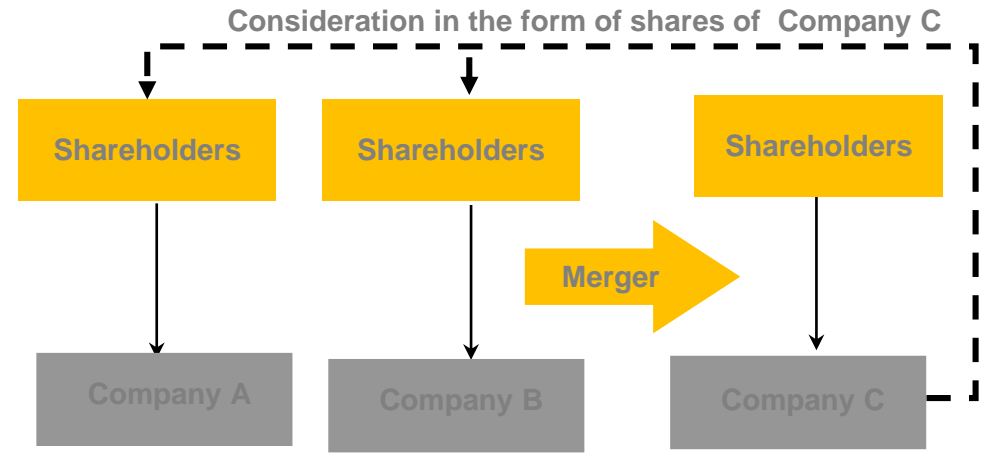 Consideration in the form of shares of Company C
Shareholders
Shareholders
Shareholders
Merger
Company A
Company B
Company C